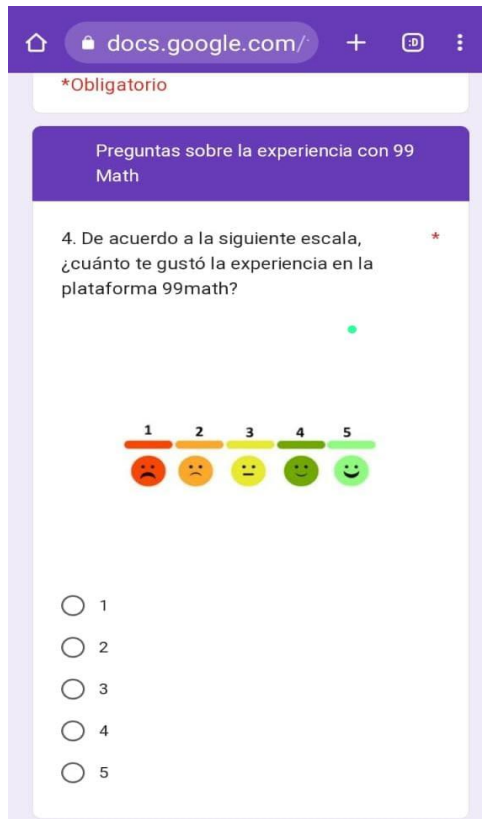 docs.google.com/
:D
*Obligatorio
Preguntas sobre la experiencia con 99
Math
4. De acuerdo a la siguiente escala, *
¿cuánto te gustó la experiencia en la
plataforma 99math?
1 2 3 4 5
1
2
3
4
5